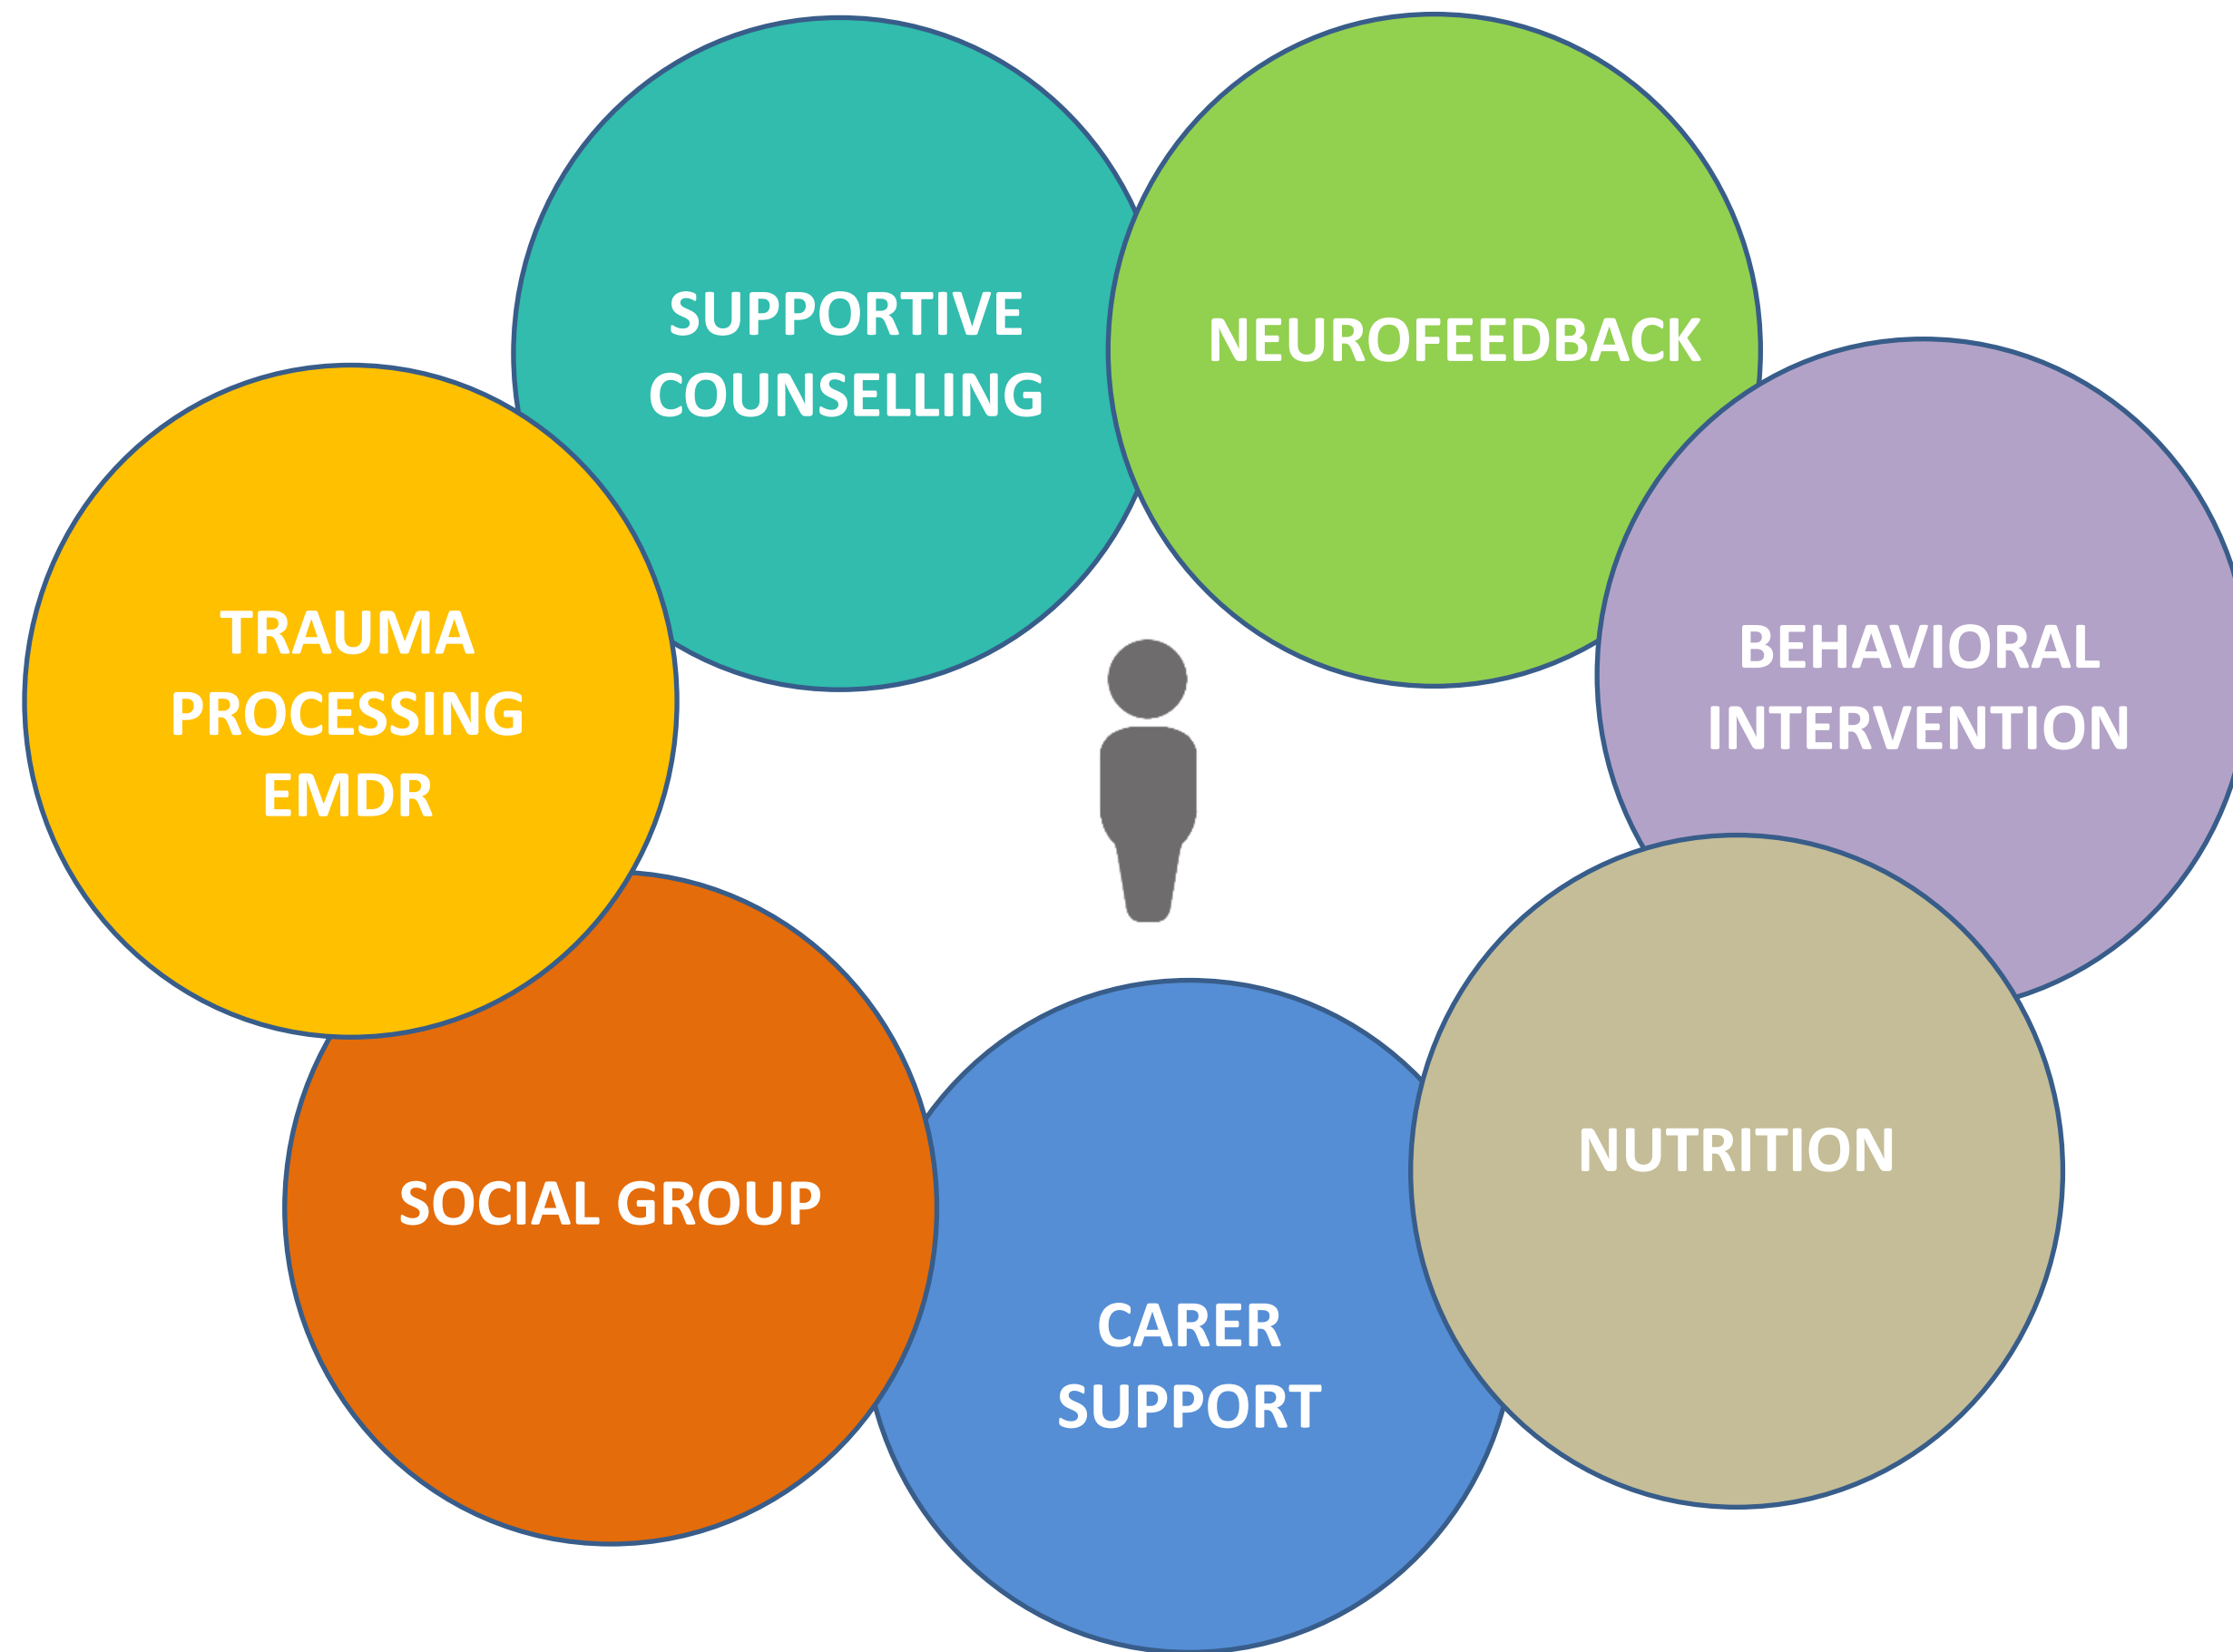 SUPPORTIVE
COUNSELLING
NEUROFEEDBACK
BEHAVIORAL
INTERVENTION
TRAUMA
PROCESSING
EMDR
NUTRITION
SOCIAL GROUP
CARER
SUPPORT